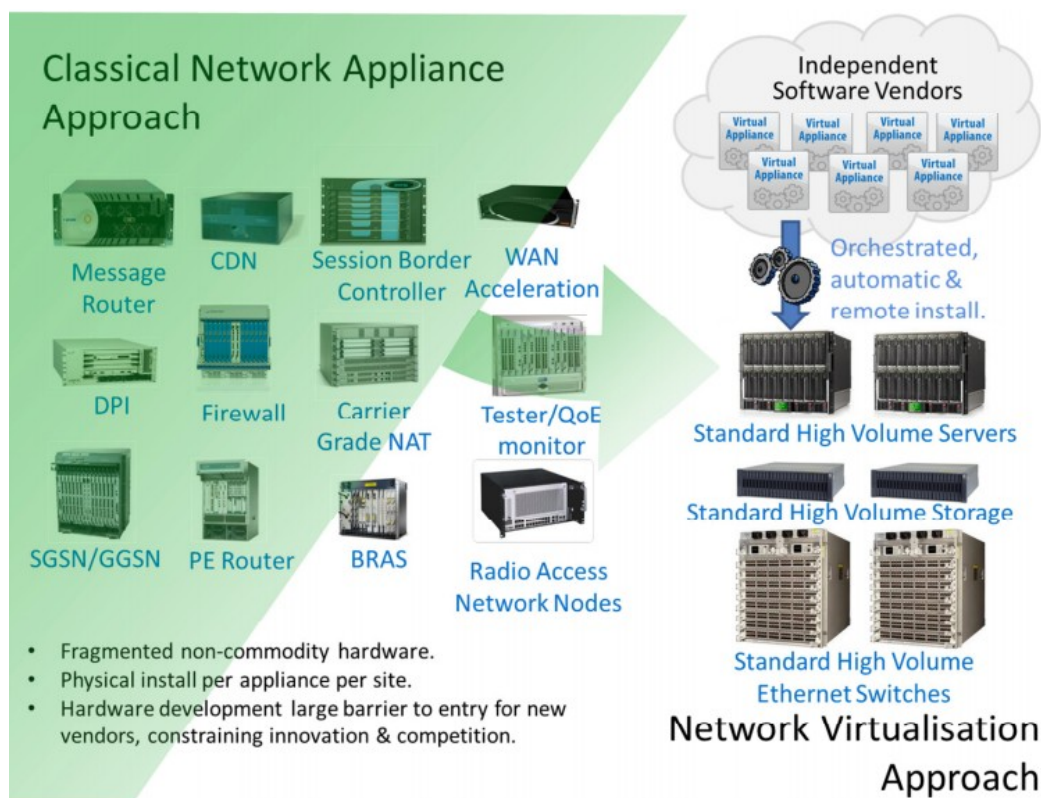 Classical Network Appliance
Approach
Independent
Software Vendors
Virtual
Appliance
Virtual
Appliance
Virtual
Appliance
Virtual
Appliance
Virtual
Appliance
Virtual
Appliance
Virtual
Appliance
Orchestrated,
automatic &
remote install.
Message
Router
CDN
Session Border
Controller
WAN
Acceleration
DPI
Firewall
Carrier
Grade NAT
Tester/QoE
monitor
SGSN/GGSN
PE Router
BRAS
Radio Access
Network Nodes
Standard High Volume Servers
Standard High Volume Storage
Standard High Volume
Ethernet Switches
• Fragmented non-commodity hardware.
• Physical install per appliance per site.
• Hardware development large barrier to entry for new
vendors, constraining innovation & competition.
Network Virtualisation
Approach